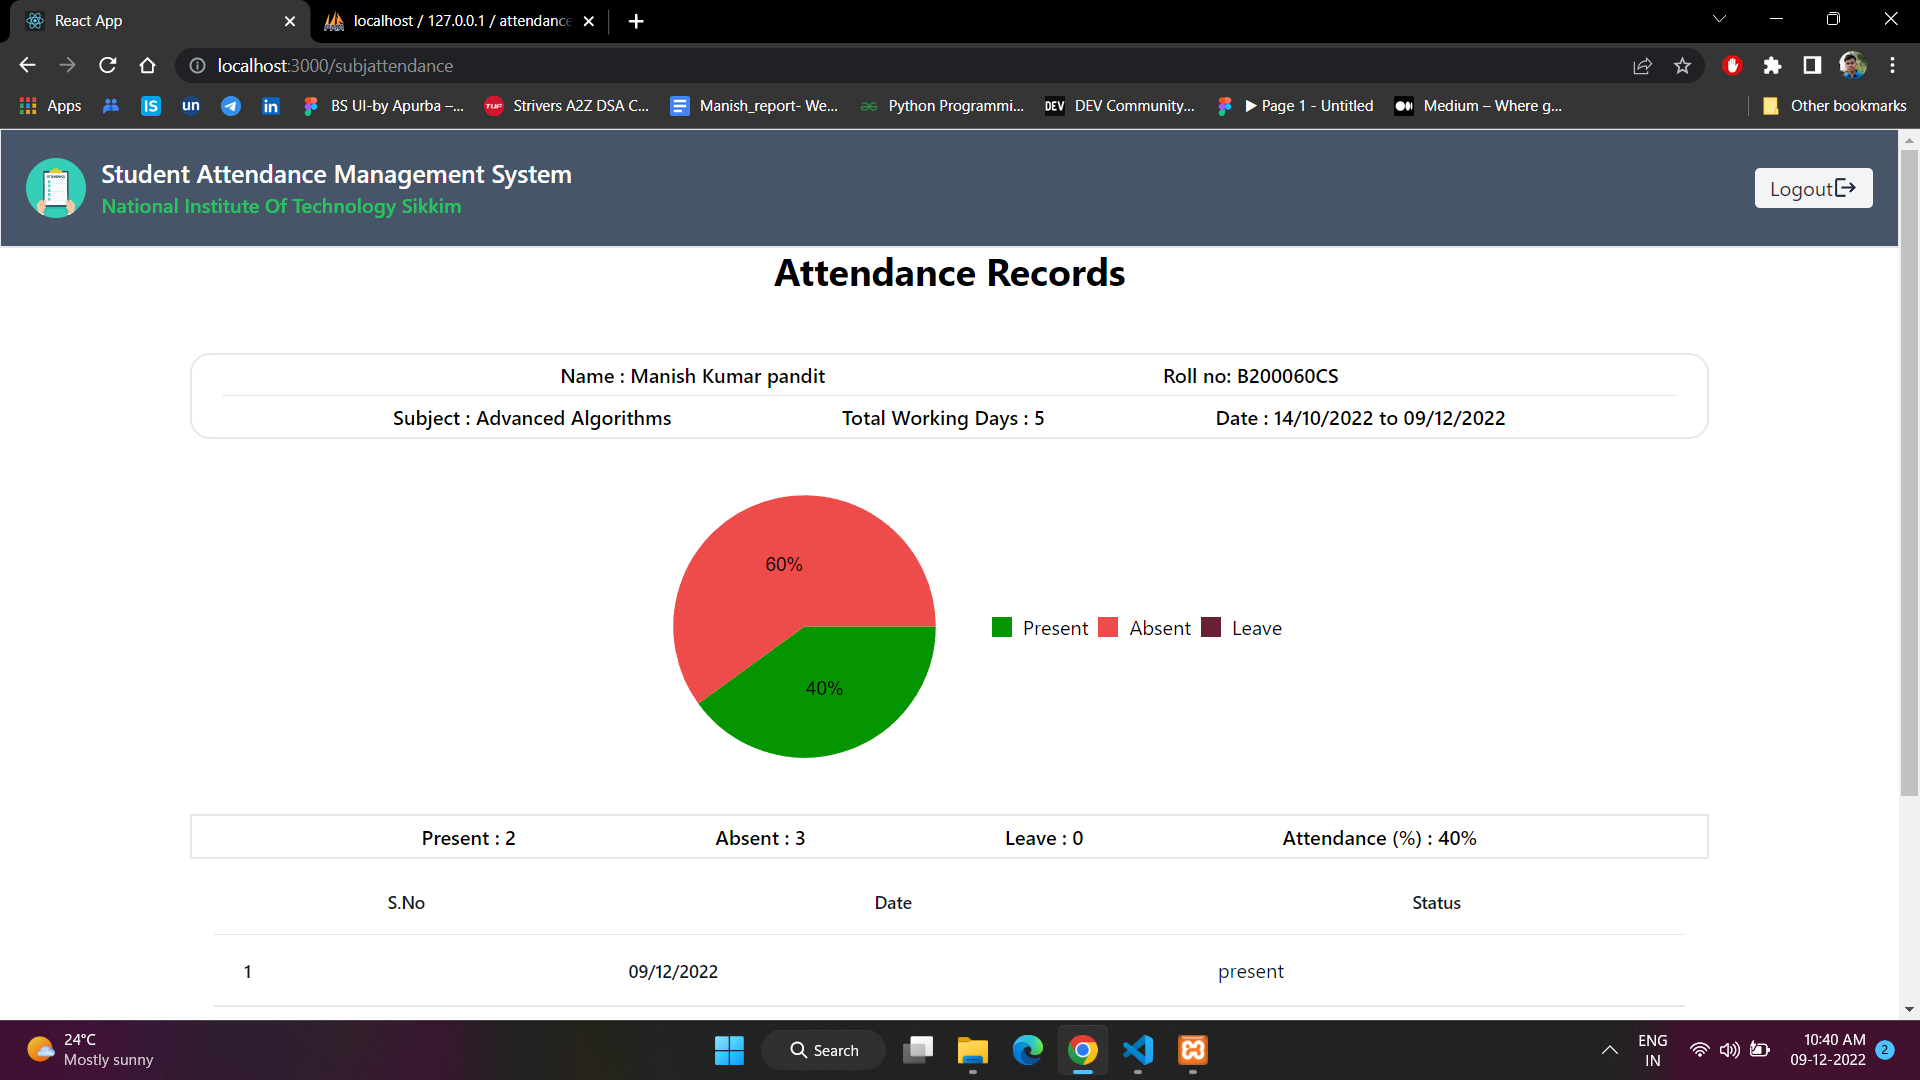 React App
localhost / 127.0.0.1 / attendance
localhost:3000/subjattendance
Apps
BS UI-by Apurba –...
Strivers A2Z DSA C...
Manish_report- We...
Python Programmi...
DEV Community...
▶ Page 1 - Untitled
Medium – Where g...
Other bookmarks
Student Attendance Management System
National Institute Of Technology Sikkim
Logout
Attendance Records
Name : Manish Kumar pandit Roll no: B200060CS
Subject : Advanced Algorithms Total Working Days : 5 Date : 14/10/2022 to 09/12/2022
60%
40%
Present Absent Leave
Present : 2 Absent : 3 Leave : 0 Attendance (%) : 40%
S.No Date Status
1 09/12/2022 present
24°C
Mostly sunny
Search
ENG
IN
10:40 AM
09-12-2022
2